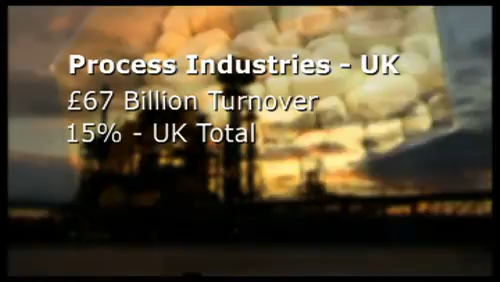 Process Industries - UK
£67 Billion Turnover
15% - UK Total